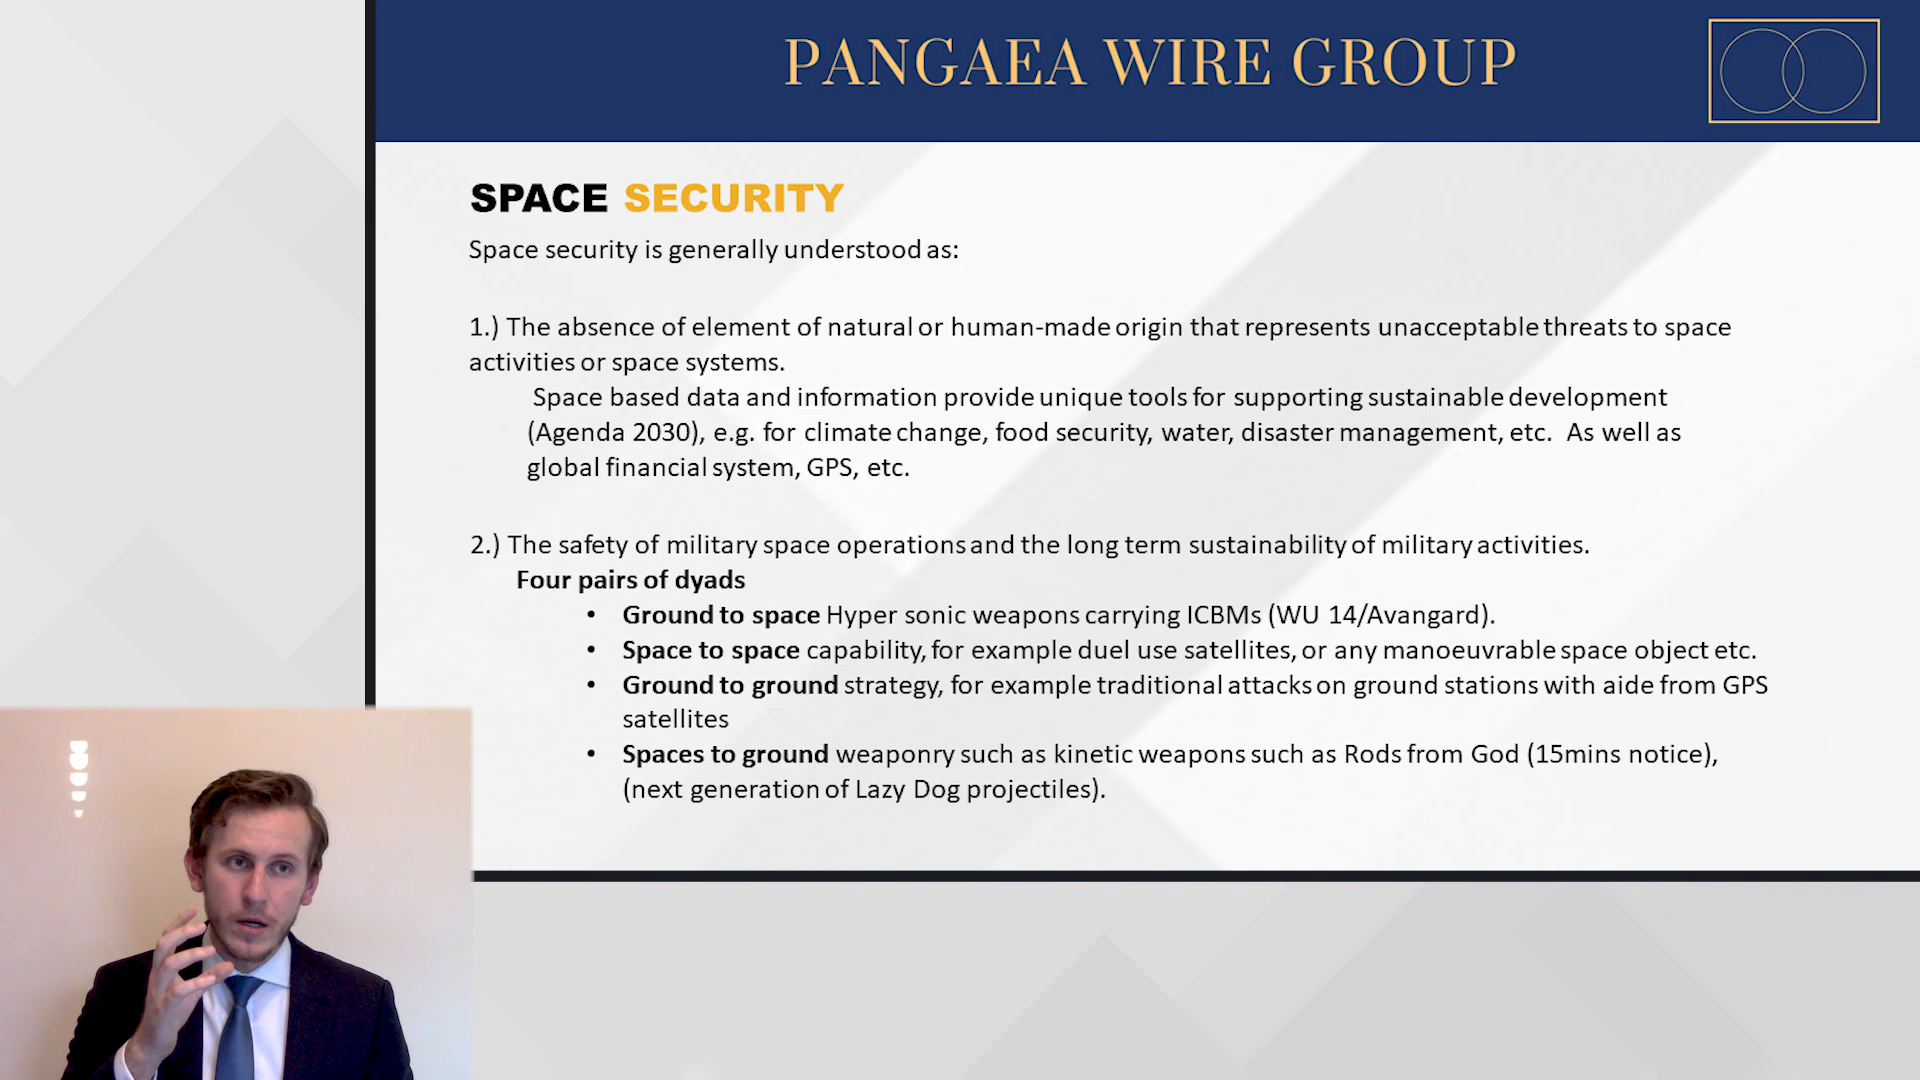 PANGAEA WIRE GROUP
SPACE SECURITY
Space security is generally understood as:
1.) The absence of element of natural or human-made origin that represents unacceptable threats to space
activities or space systems.
Space based data and information provide unique tools for supporting sustainable development
(Agenda 2030), e.g. for climate change, food security, water, disaster management, etc. As well as
global financial system, GPS, etc.
2.) The safety of military space operations and the long term sustainability of military activities.
Four pairs of dyads
• Ground to space Hyper sonic weapons carrying ICBMs (WU 14/Avangard).
• Space to space capability, for example duel use satellites, or any manoeuvrable space object etc.
• Ground to ground strategy, for example traditional attacks on ground stations with aide from GPS
satellites
• Spaces to ground weaponry such as kinetic weapons such as Rods from God (15mins notice),
(next generation of Lazy Dog projectiles).